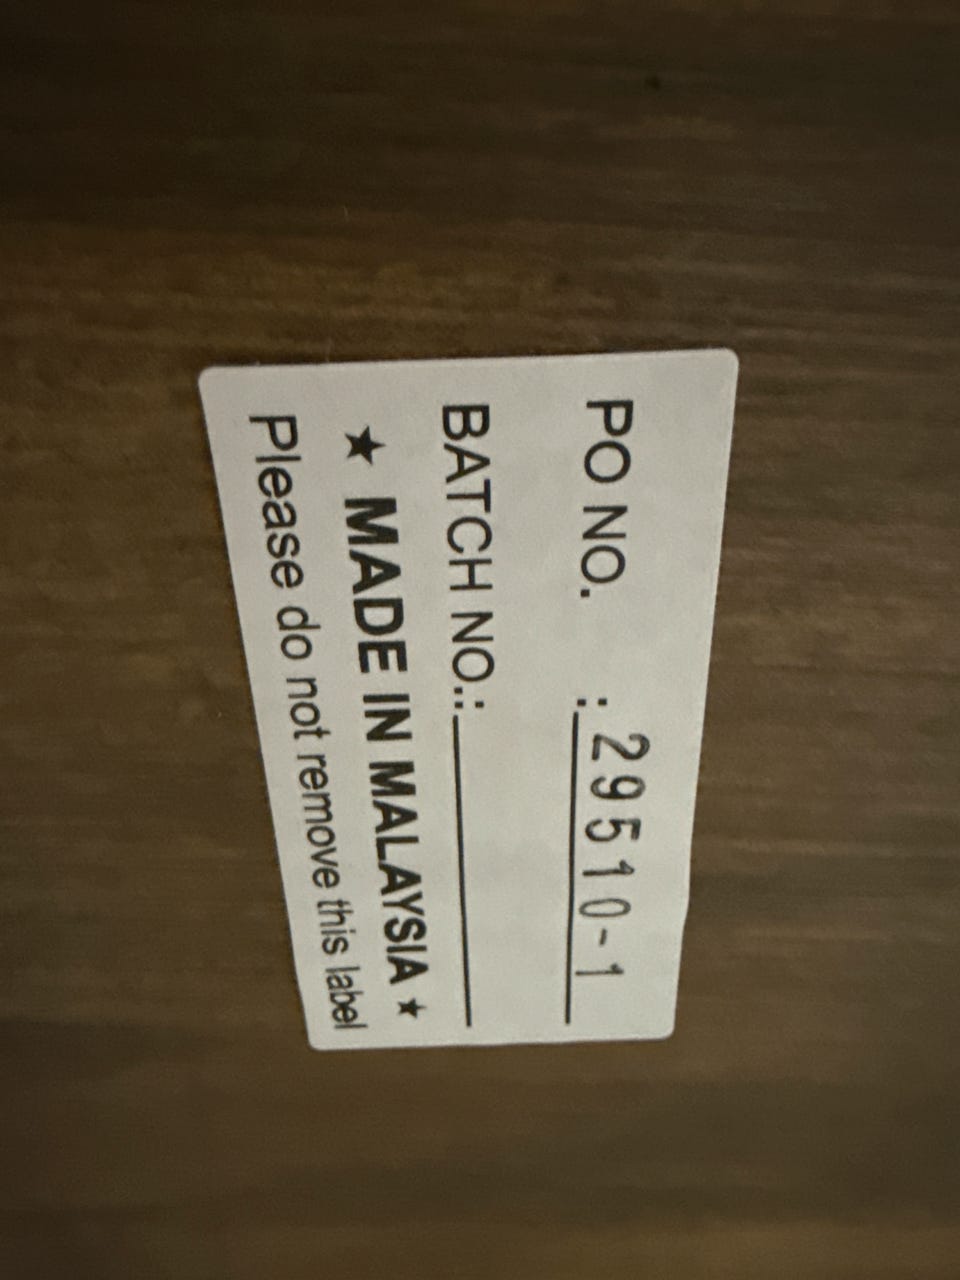 PO NO. : 29510-1
BATCH NO.:
★ MADE IN MALAYSIA ★
Please do not remove this label